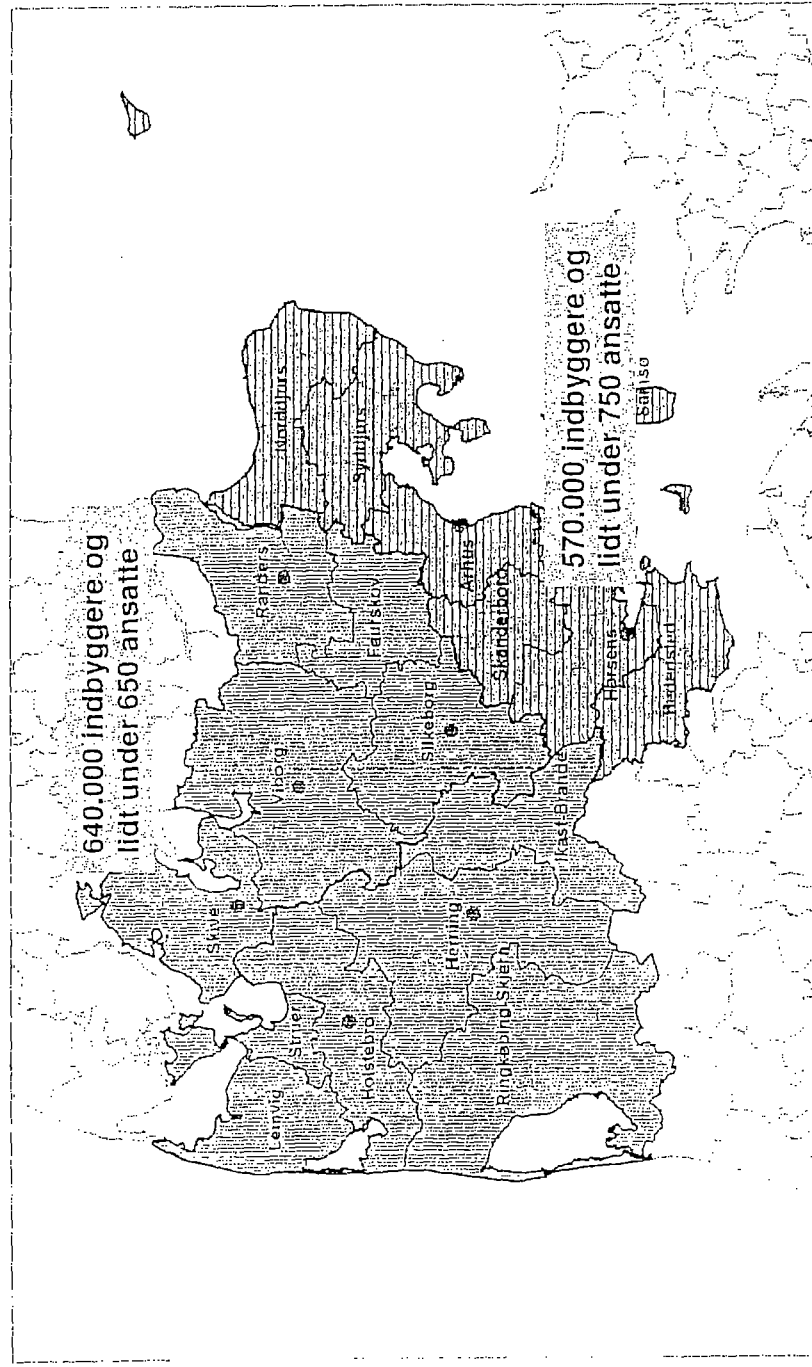 640.000 indbyggere og
lidt under 650 ansatte
Lemvig
Struer
Skive
Holstebro
Viborg
Randers
Norddjurs
Syddjurs
Favrskov
Silkeborg
Herning
Ringkøbing-Skjern
Ikast-Brande
Århus
Skanderborg
Horsens
Hedensted
Samsø
570.000 indbyggere og
lidt under 750 ansatte